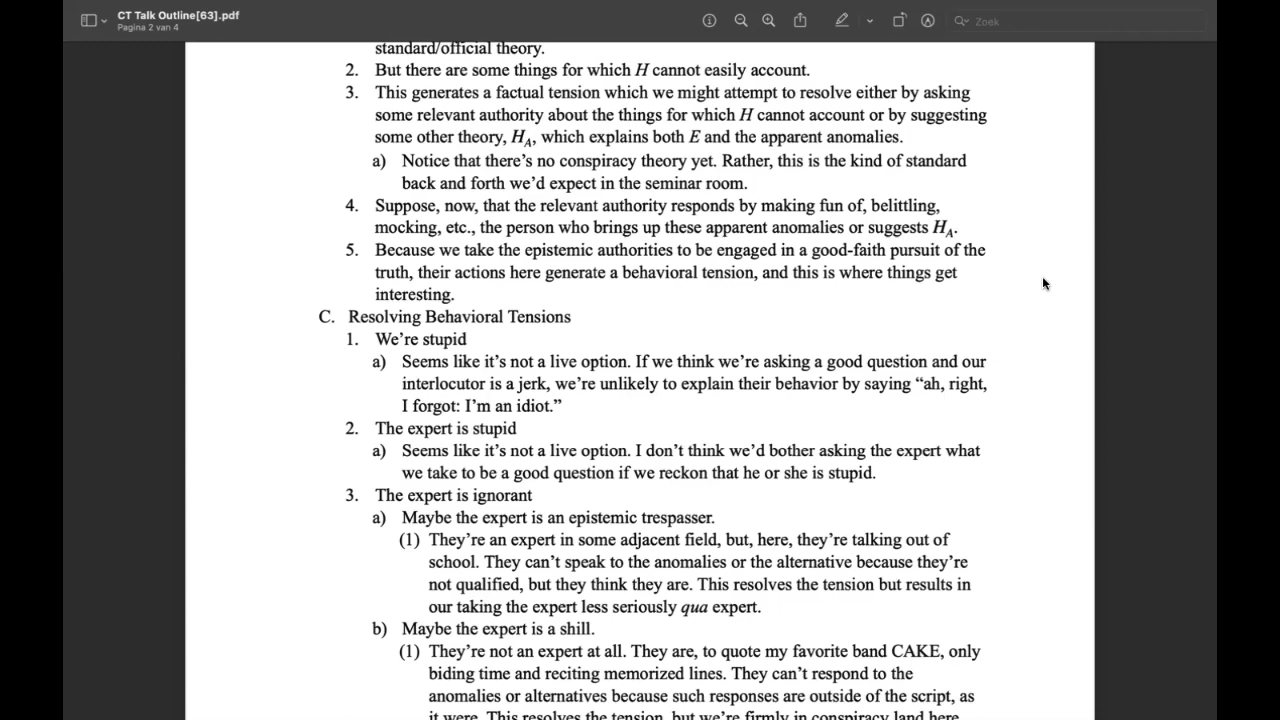 CT Talk Outline[63].pdf
Pagina 2 van 4
Zoek
standard/official theory.
2. But there are some things for which H cannot easily account.
3. This generates a factual tension which we might attempt to resolve either by asking
some relevant authority about the things for which H cannot account or by suggesting
some other theory, HA, which explains both E and the apparent anomalies.
a) Notice that there’s no conspiracy theory yet. Rather, this is the kind of standard
back and forth we’d expect in the seminar room.
4. Suppose, now, that the relevant authority responds by making fun of, belittling,
mocking, etc., the person who brings up these apparent anomalies or suggests HA.
5. Because we take the epistemic authorities to be engaged in a good-faith pursuit of the
truth, their actions here generate a behavioral tension, and this is where things get
interesting.
C. Resolving Behavioral Tensions
1. We’re stupid
a) Seems like it’s not a live option. If we think we’re asking a good question and our
interlocutor is a jerk, we’re unlikely to explain their behavior by saying “ah, right,
I forgot: I’m an idiot.”
2. The expert is stupid
a) Seems like it’s not a live option. I don’t think we’d bother asking the expert what
we take to be a good question if we reckon that he or she is stupid.
3. The expert is ignorant
a) Maybe the expert is an epistemic trespasser.
(1) They’re an expert in some adjacent field, but, here, they’re talking out of
school. They can’t speak to the anomalies or the alternative because they’re
not qualified, but they think they are. This resolves the tension but results in
our taking the expert less seriously qua expert.
b) Maybe the expert is a shill.
(1) They’re not an expert at all. They are, to quote my favorite band CAKE, only
biding time and reciting memorized lines. They can’t respond to the
anomalies or alternatives because such responses are outside of the script, as
it were. This resolves the tension, but we’re firmly in conspiracy land here.